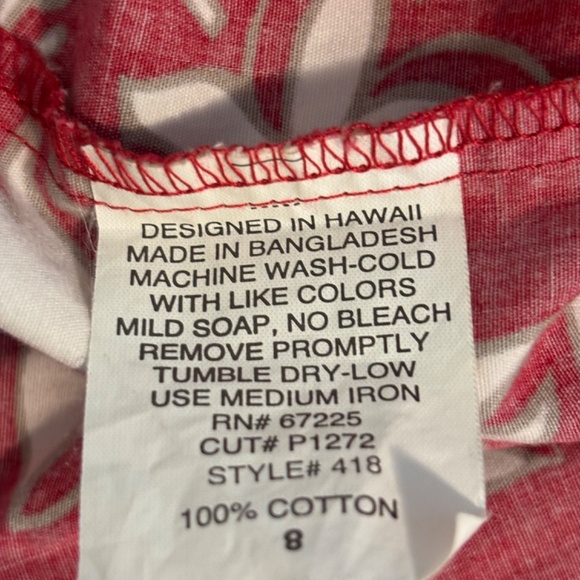 DESIGNED IN HAWAII
MADE IN BANGLADESH
MACHINE WASH-COLD
WITH LIKE COLORS
MILD SOAP, NO BLEACH
REMOVE PROMPTLY
TUMBLE DRY-LOW
USE MEDIUM IRON
RN# 67225
CUT# P1272
STYLE# 418
100% COTTON
8